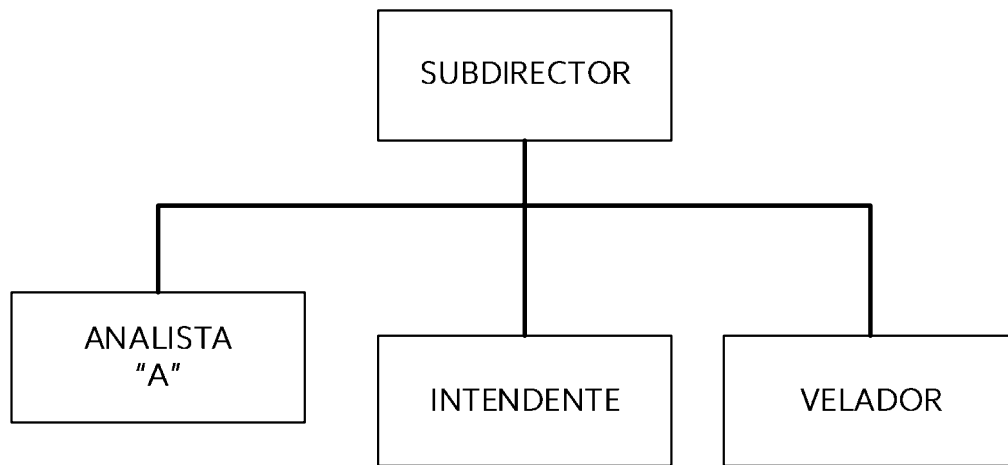 SUBDIRECTOR
ANALISTA
"A"
INTENDENTE
VELADOR